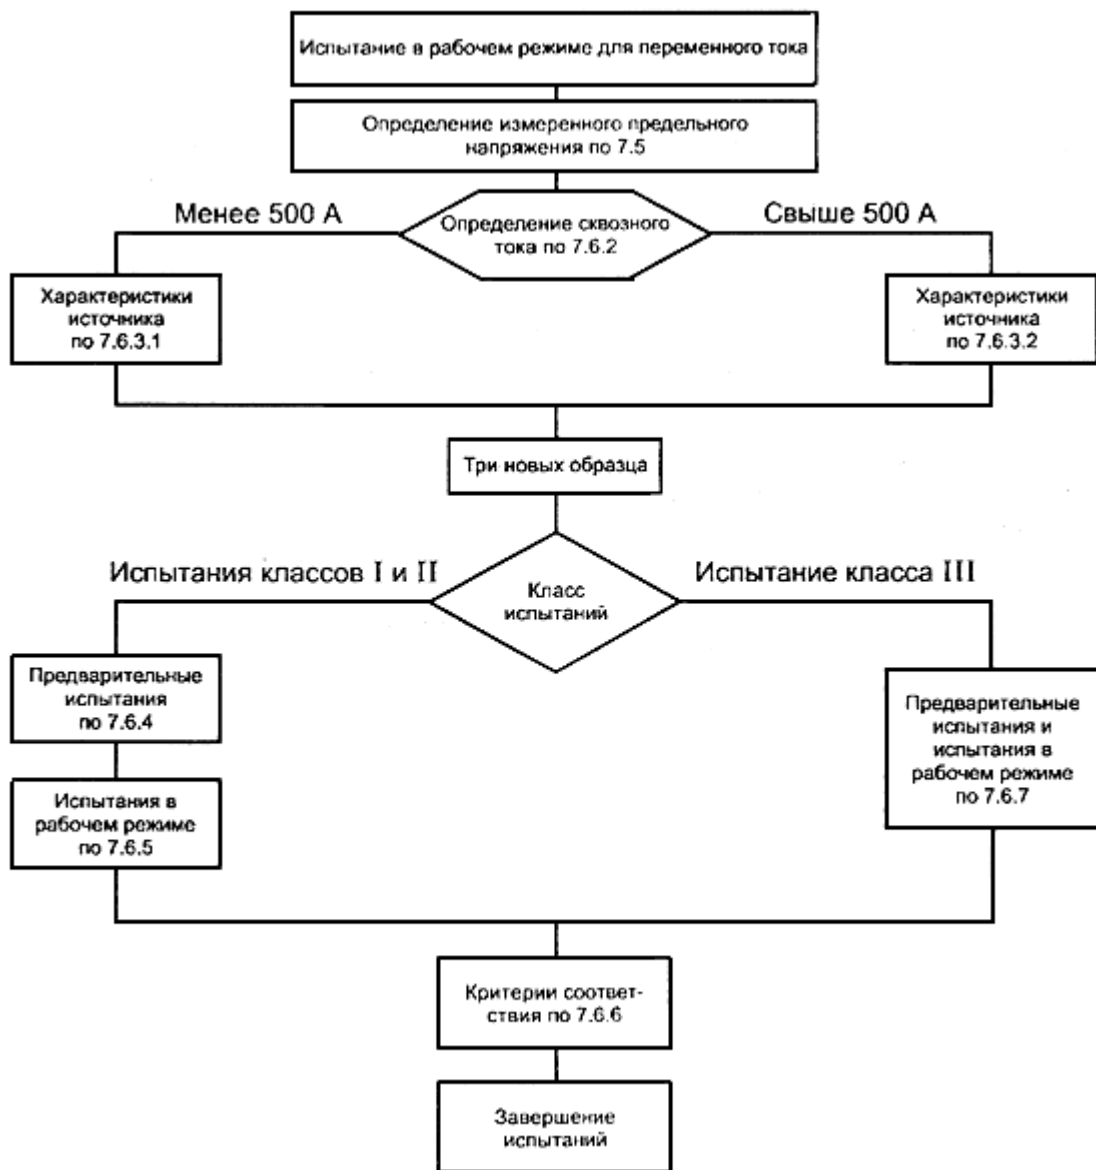 Испытание в рабочем режиме для переменного тока
Определение измеренного предельного
напряжения по 7.5
Менее 500 А
Определение сквозного
тока по 7.6.2
Свыше 500 А
Характеристики
источника
по 7.6.3.1
Характеристики
источника
по 7.6.3.2
Три новых образца
Испытания классов I и II
Класс
испытаний
Испытание класса III
Предварительные
испытания
по 7.6.4
Предварительные
испытания и
испытания в
рабочем режиме
по 7.6.7
Испытания в
рабочем режиме
по 7.6.5
Критерии соответ-
ствия по 7.6.6
Завершение
испытаний